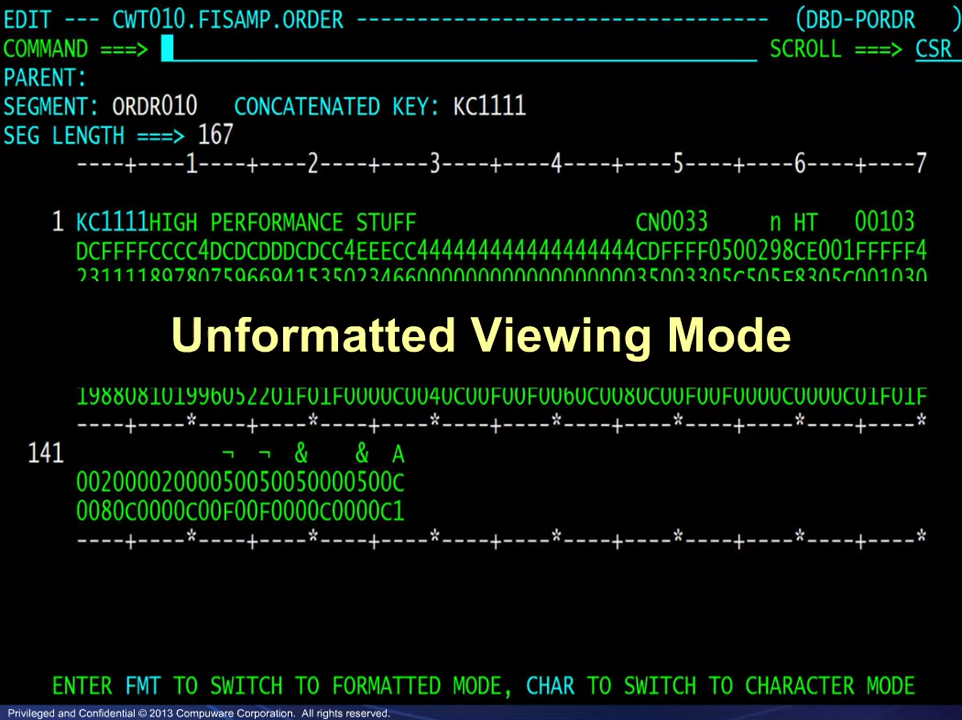 EDIT --- CWT010.FISAMP.ORDER ---------------------------------- (DBD-PORDR )
COMMAND ===> SCROLL ===> CSR
PARENT:
SEGMENT: ORDR010 CONCATENATED KEY: KC1111
SEG LENGTH ===> 167
----+----1----+----2----+----3----+----4----+----5----+----6----+----7
1 KC1111HIGH PERFORMANCE STUFF CN0033 n HT 00103
DCFFFFCCCC4DCDCDDDCDCC4EEECC444444444444444444CDFFFF0500298CE001FFFFF4
Unformatted Viewing Mode
----+----*----+----*----+----*----+----*----+----*----+----*----+----*
141 ¬ ¬ & & A
002000020000500500500005 00C
0080C0000C00F00F0000C0000C1
----+----*----+----*----+----*----+----*----+----*----+----*----+----*
ENTER FMT TO SWITCH TO FORMATTED MODE, CHAR TO SWITCH TO CHARACTER MODE
Privileged and Confidential © 2013 Compuware Corporation. All rights reserved.